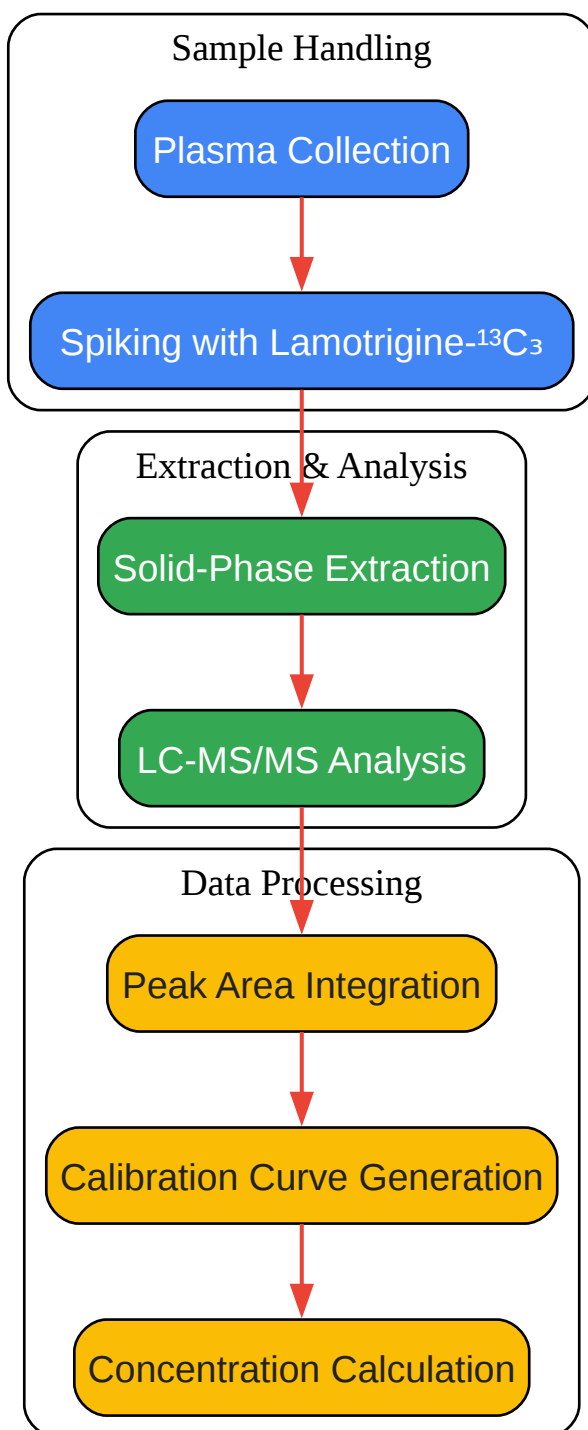 Sample Handling
Plasma Collection
Spiking with Lamotrigine-¹³C₃
Extraction & Analysis
Solid-Phase Extraction
LC-MS/MS Analysis
Data Processing
Peak Area Integration
Calibration Curve Generation
Concentration Calculation